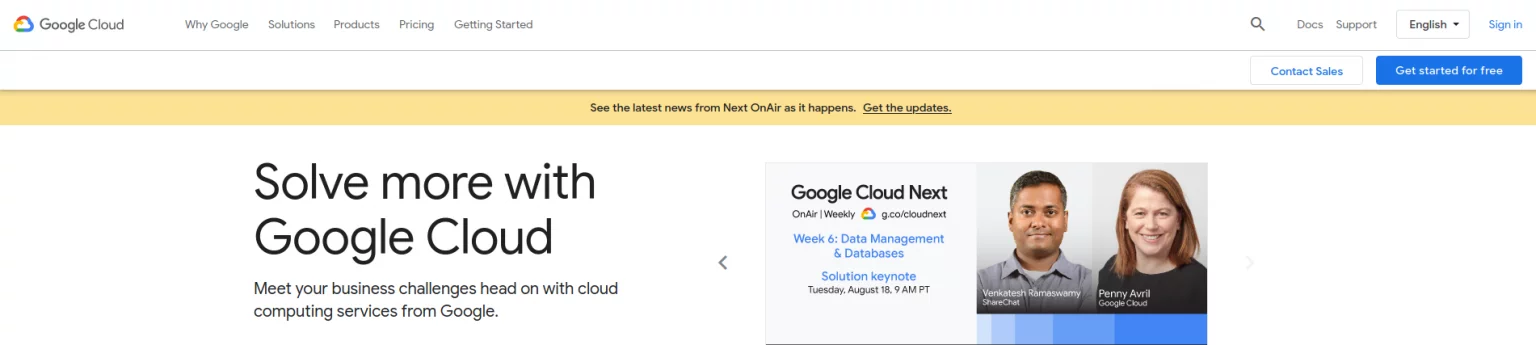 Google Cloud Why Google Solutions Products Pricing Getting Started Docs Support English Sign in
Contact Sales Get started for free
See the latest news from Next OnAir as it happens. Get the updates.
Solve more with
Google Cloud
Meet your business challenges head on with cloud
computing services from Google.
Google Cloud Next
OnAir | Weekly g.co/cloudnext
Week 6: Data Management
& Databases
Solution keynote
Tuesday, August 18, 9 AM PT
Venkatesh Ramaswamy
ShareChat
Penny Avril
Google Cloud